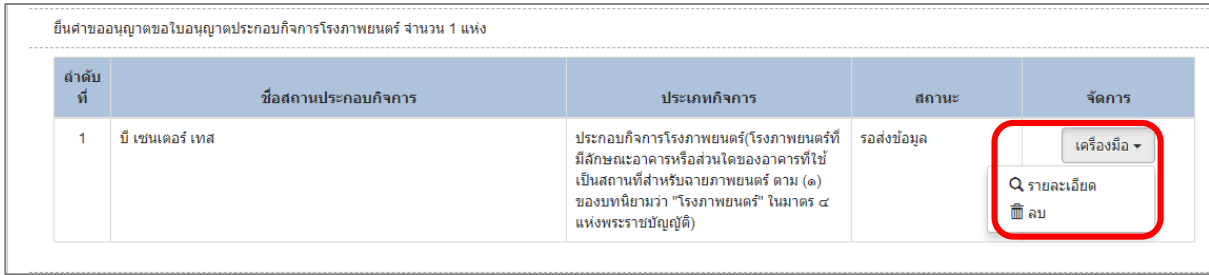 ยื่นคำขออนุญาตขอใบอนุญาตประกอบกิจการโรงภาพยนตร์ จำนวน 1 แห่ง
ลำดับ
ที่
ชื่อสถานประกอบกิจการ
ประเภทกิจการ
สถานะ
จัดการ
1
บี เซนเตอร์ เทส
ประกอบกิจการโรงภาพยนตร์(โรงภาพยนตร์ที่
มีลักษณะอาคารหรือส่วนใดของอาคารที่ใช้
เป็นสถานที่สำหรับฉายภาพยนตร์ ตาม (๑)
ของบทนิยามว่า "โรงภาพยนตร์" ในมาตร ๔
แห่งพระราชบัญญัติ)
รอส่งข้อมูล
เครื่องมือ
รายละเอียด
ลบ